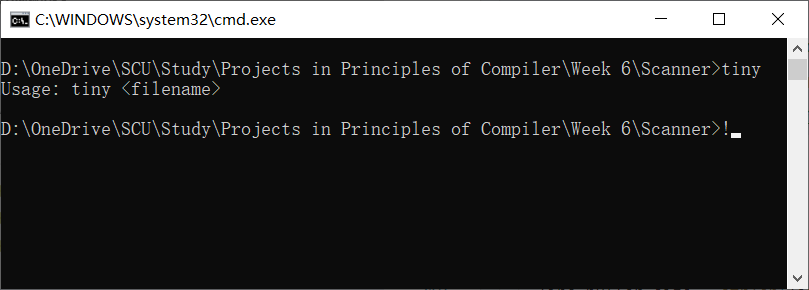 C:\WINDOWS\system32\cmd.exe
D:\OneDrive\SCU\Study\Projects in Principles of Compiler\Week 6\Scanner>tiny
Usage: tiny <filename>
D:\OneDrive\SCU\Study\Projects in Principles of Compiler\Week 6\Scanner>!